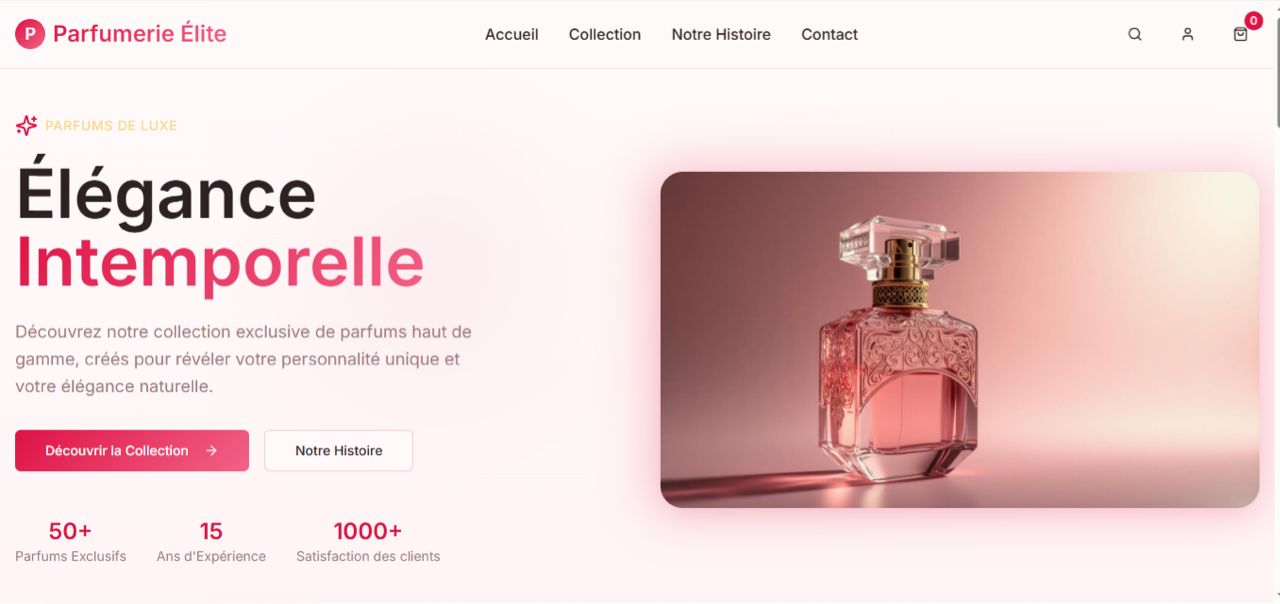 P Parfumerie Élite
Accueil Collection Notre Histoire Contact
0
PARFUMS DE LUXE
Élégance
Intemporelle
Découvrez notre collection exclusive de parfums haut de
gamme, créés pour révéler votre personnalité unique et
votre élégance naturelle.
Découvrir la Collection → Notre Histoire
50+ 15 1000+
Parfums Exclusifs Ans d'Expérience Satisfaction des clients